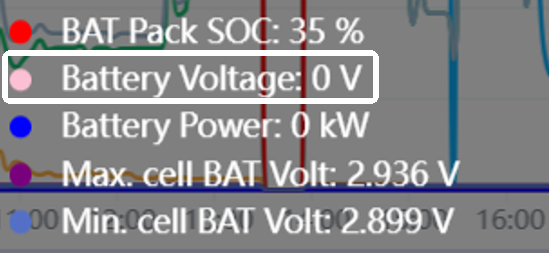 BAT Pack SOC: 35 %
Battery Voltage: 0 V
Battery Power: 0 kW
Max. cell BAT Volt: 2.936 V
Min. cell BAT Volt: 2.899 V
16:00